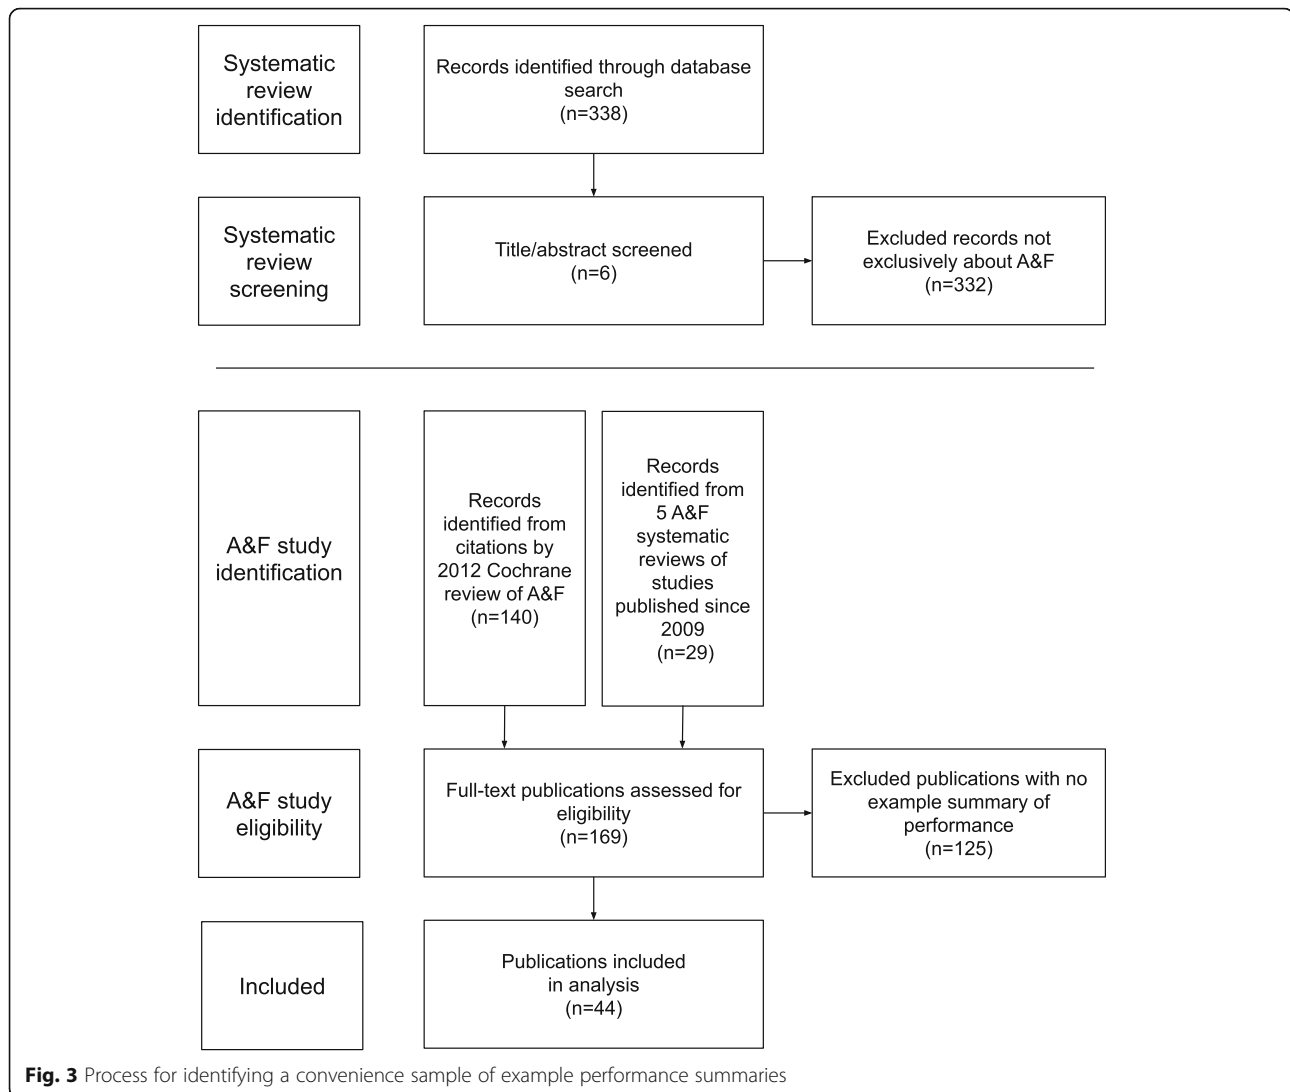 Systematic
review
identification
Records identified through database
search
(n=338)
Systematic
review
screening
Title/abstract screened
(n=6)
Excluded records not
exclusively about A&F
(n=332)
A&F study
identification
Records
identified from
citations by
2012 Cochrane
review of A&F
(n=140)
Records
identified from
5 A&F
systematic
reviews of
studies
published since
2009
(n=29)
A&F study
eligibility
Full-text publications assessed for
eligibility
(n=169)
Excluded publications with no
example summary of
performance
(n=125)
Included
Publications included
in analysis
(n=44)
Fig. 3 Process for identifying a convenience sample of example performance summaries